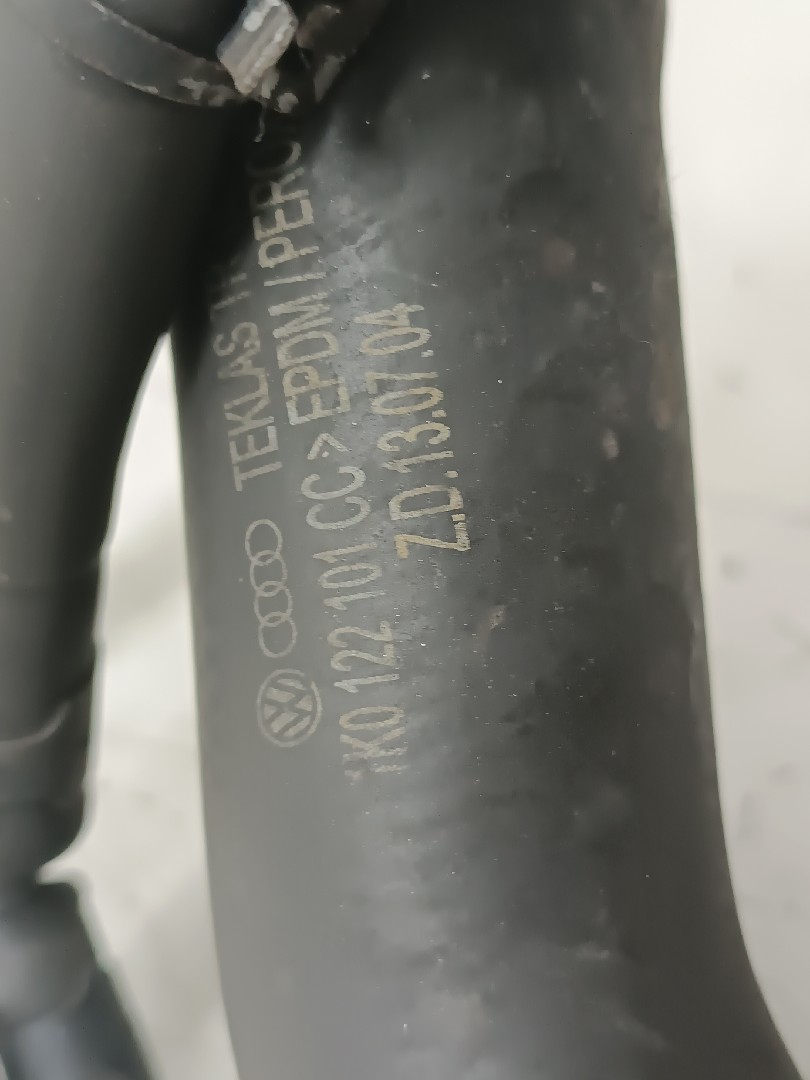 TEKLAS
1K0 122 101 CC> EPDM / PERO
Z.D.13.07.04